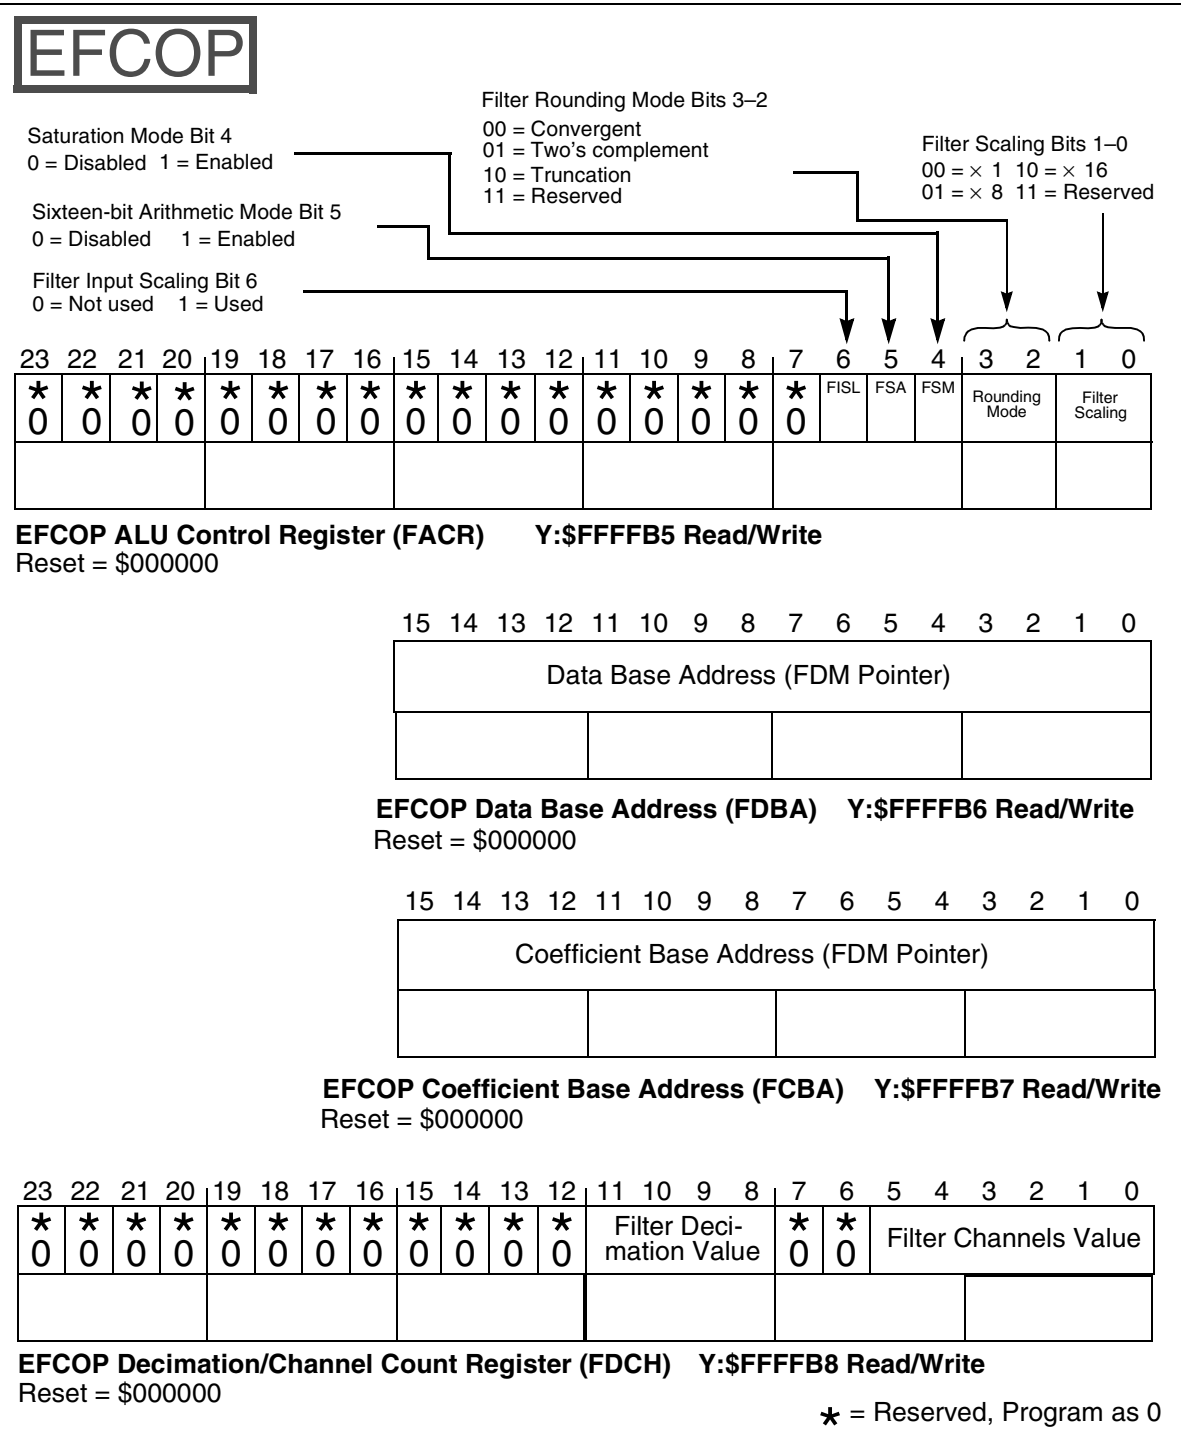 EFCOP
Filter Rounding Mode Bits 3–2
00 = Convergent
01 = Two's complement
10 = Truncation
11 = Reserved
Saturation Mode Bit 4
0 = Disabled 1 = Enabled
Filter Scaling Bits 1–0
00 = × 1 10 = × 16
01 = × 8 11 = Reserved
Sixteen-bit Arithmetic Mode Bit 5
0 = Disabled 1 = Enabled
Filter Input Scaling Bit 6
0 = Not used 1 = Used
23 22 21 20 19 18 17 16 15 14 13 12 11 10 9 8 7 6 5 4 3 2 1 0
* * * * * * * * * * * * * * * * * FISL FSA FSM Rounding Mode Filter Scaling
0 0 0 0 0 0 0 0 0 0 0 0 0 0 0 0 0
EFCOP ALU Control Register (FACR) Y:$FFFFB5 Read/Write
Reset = $000000
15 14 13 12 11 10 9 8 7 6 5 4 3 2 1 0
Data Base Address (FDM Pointer)
EFCOP Data Base Address (FDBA) Y:$FFFFB6 Read/Write
Reset = $000000
15 14 13 12 11 10 9 8 7 6 5 4 3 2 1 0
Coefficient Base Address (FDM Pointer)
EFCOP Coefficient Base Address (FCBA) Y:$FFFFB7 Read/Write
Reset = $000000
23 22 21 20 19 18 17 16 15 14 13 12 11 10 9 8 7 6 5 4 3 2 1 0
* * * * * * * * * * * * Filter Deci- * * Filter Channels Value
0 0 0 0 0 0 0 0 0 0 0 0 mation Value 0 0
EFCOP Decimation/Channel Count Register (FDCH) Y:$FFFFB8 Read/Write
Reset = $000000
* = Reserved, Program as 0